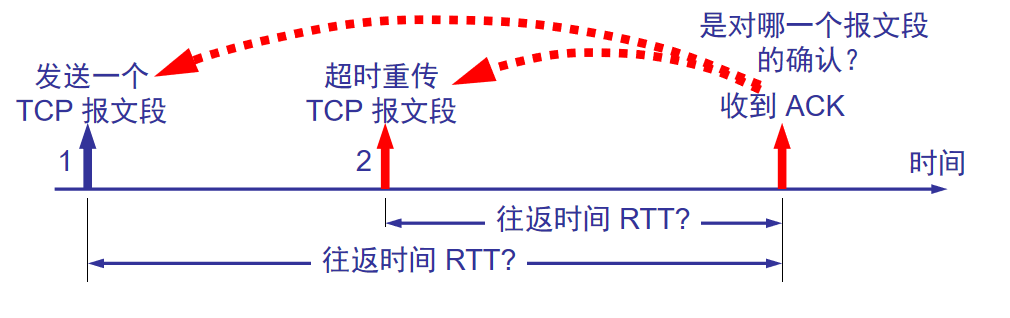 是对哪一个报文段
的确认？
发送一个
TCP 报文段
超时重传
TCP 报文段
收到 ACK
1
2
时间
往返时间 RTT?
往返时间 RTT?